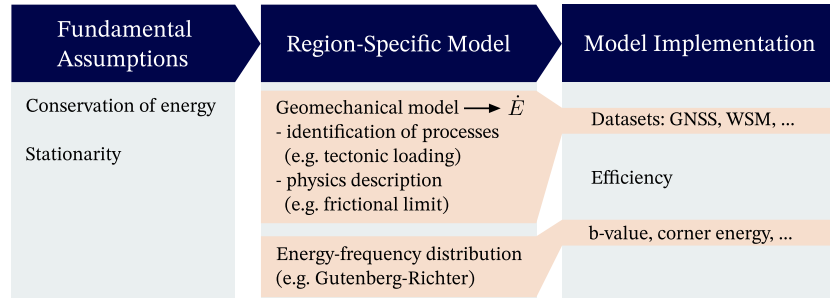 Fundamental
Assumptions
Conservation of energy
Stationarity
Region-Specific Model
Geomechanical model ⟶ Ė
- identification of processes
(e.g. tectonic loading)
- physics description
(e.g. frictional limit)
Energy-frequency distribution
(e.g. Gutenberg-Richter)
Model Implementation
Datasets: GNSS, WSM, ...
Efficiency
b-value, corner energy, ...